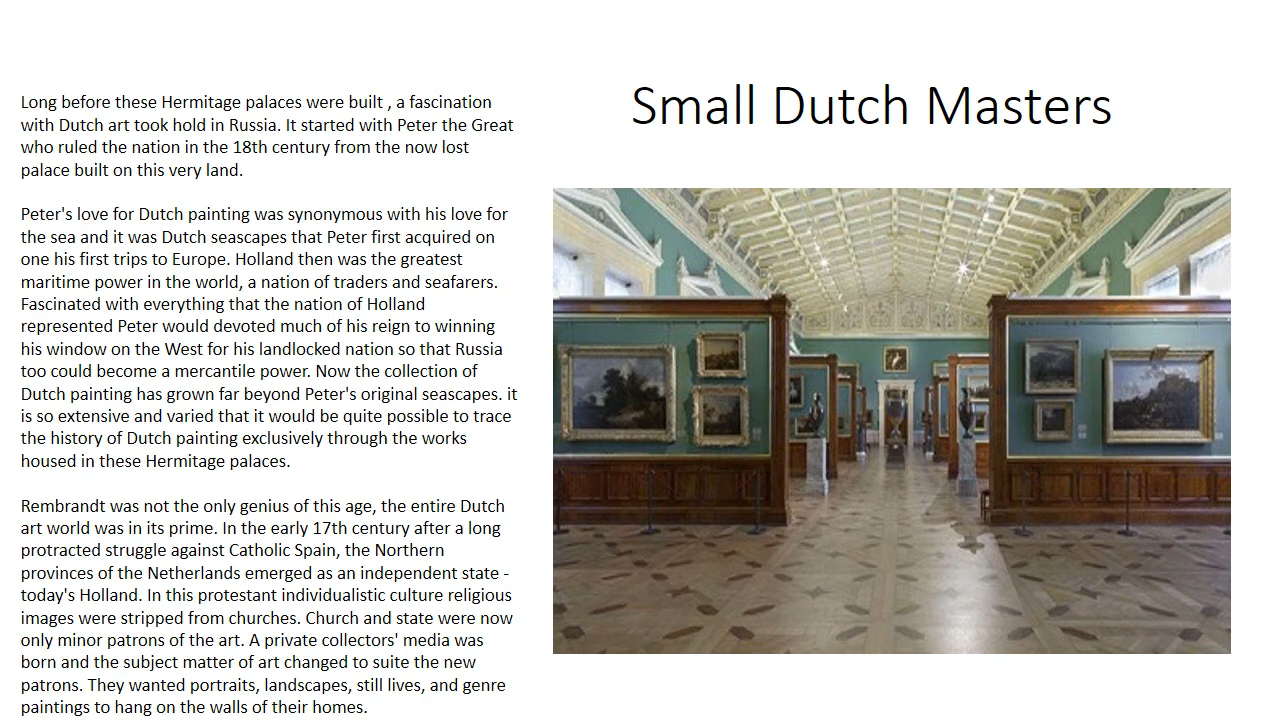 Small Dutch Masters
Long before these Hermitage palaces were built , a fascination
with Dutch art took hold in Russia. It started with Peter the Great
who ruled the nation in the 18th century from the now lost
palace built on this very land.
Peter's love for Dutch painting was synonymous with his love for
the sea and it was Dutch seascapes that Peter first acquired on
one his first trips to Europe. Holland then was the greatest
maritime power in the world, a nation of traders and seafarers.
Fascinated with everything that the nation of Holland
represented Peter would devoted much of his reign to winning
his window on the West for his landlocked nation so that Russia
too could become a mercantile power. Now the collection of
Dutch painting has grown far beyond Peter's original seascapes. it
is so extensive and varied that it would be quite possible to trace
the history of Dutch painting exclusively through the works
housed in these Hermitage palaces.
Rembrandt was not the only genius of this age, the entire Dutch
art world was in its prime. In the early 17th century after a long
protracted struggle against Catholic Spain, the Northern
provinces of the Netherlands emerged as an independent state -
today's Holland. In this protestant individualistic culture religious
images were stripped from churches. Church and state were now
only minor patrons of the art. A private collectors' media was
born and the subject matter of art changed to suite the new
patrons. They wanted portraits, landscapes, still lives, and genre
paintings to hang on the walls of their homes.